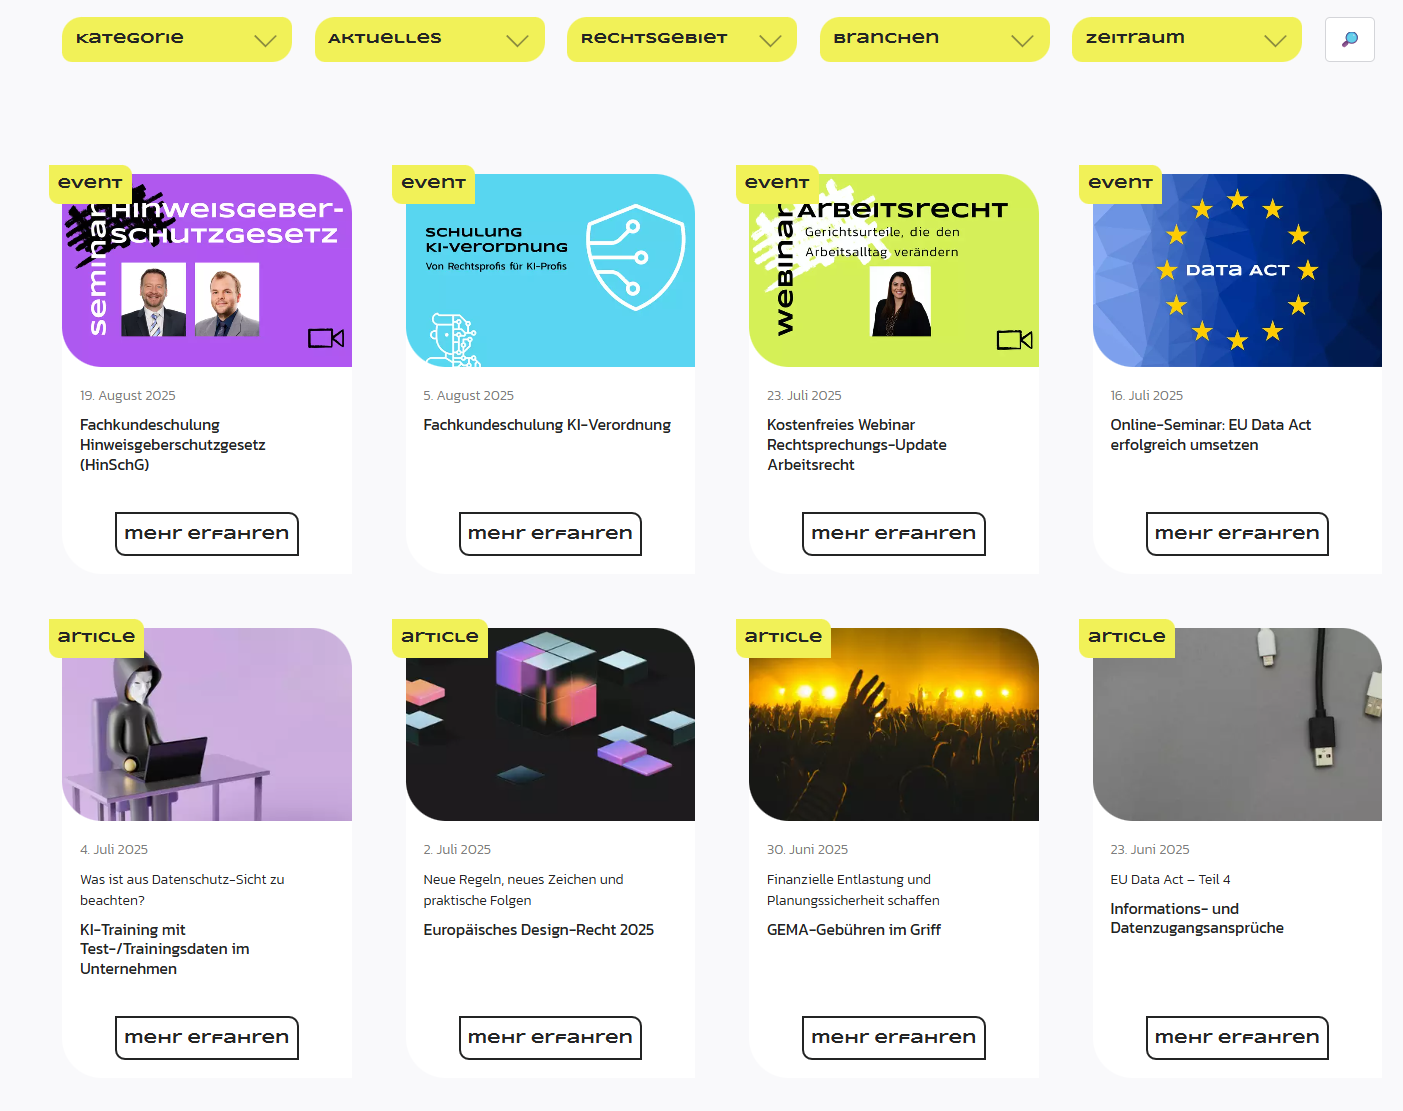 Kategorie
Aktuelles
Rechtsgebiet
Branchen
Zeitraum
event
seminar
Hinweisgeber-
schutzgesetz
19. August 2025
Fachkundeschulung
Hinweisgeberschutzgesetz
(HinSchG)
mehr erfahren
event
Schulung
KI-Verordnung
Von Rechtsprofis für KI-Profis
5. August 2025
Fachkundeschulung KI-Verordnung
mehr erfahren
event
webinar
Arbeitsrecht
Gerichtsurteile, die den
Arbeitsalltag verändern
23. Juli 2025
Kostenfreies Webinar
Rechtsprechungs-Update
Arbeitsrecht
mehr erfahren
event
Data Act
16. Juli 2025
Online-Seminar: EU Data Act
erfolgreich umsetzen
mehr erfahren
article
4. Juli 2025
Was ist aus Datenschutz-Sicht zu
beachten?
KI-Training mit
Test-/Trainingsdaten im
Unternehmen
mehr erfahren
article
2. Juli 2025
Neue Regeln, neues Zeichen und
praktische Folgen
Europäisches Design-Recht 2025
mehr erfahren
article
30. Juni 2025
Finanzielle Entlastung und
Planungssicherheit schaffen
GEMA-Gebühren im Griff
mehr erfahren
article
23. Juni 2025
EU Data Act – Teil 4
Informations- und
Datenzugangsansprüche
mehr erfahren